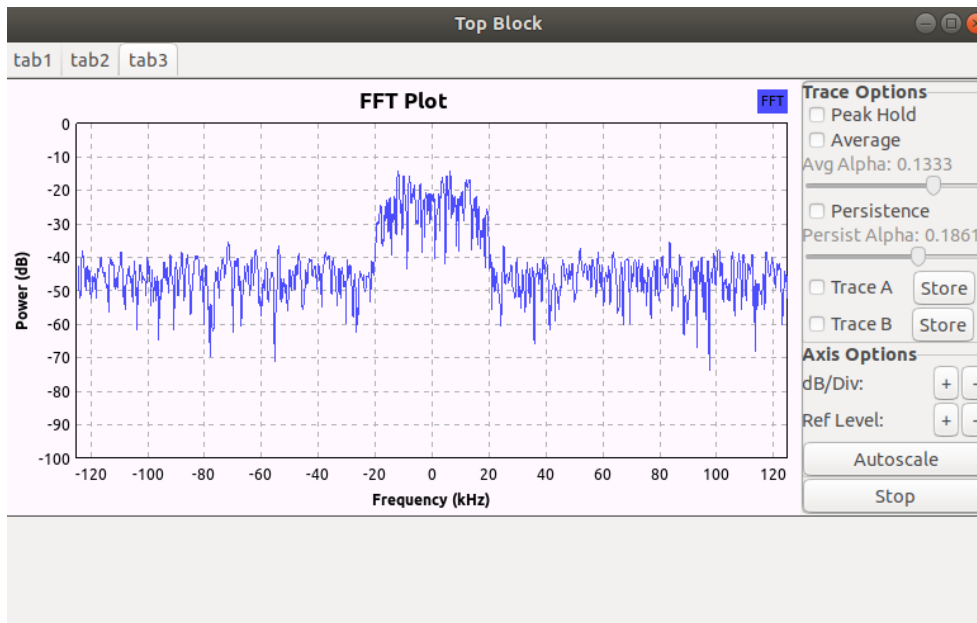 Top Block
tab1 tab2 tab3
FFT Plot
FFT
0
-10
-20
-30
-40
-50
-60
-70
-80
-90
-100
Power (dB)
-120 -100 -80 -60 -40 -20 0 20 40 60 80 100 120
Frequency (kHz)
Trace Options
Peak Hold
Average
Avg Alpha: 0.1333
Persistence
Persist Alpha: 0.1861
Trace A Store
Trace B Store
Axis Options
dB/Div: + -
Ref Level: + -
Autoscale
Stop